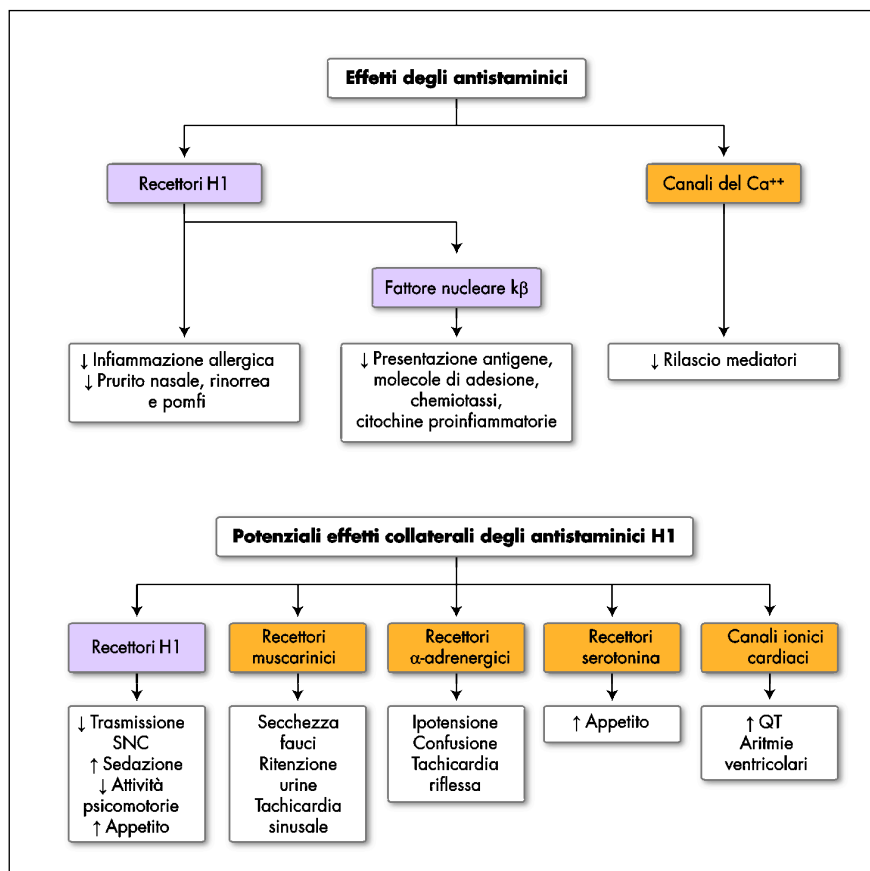 Effetti degli antistaminici
Recettori H1
Canali del Ca++
Fattore nucleare kβ
↓ Infiammazione allergica
↓ Prurito nasale, rinorrea
e pomfi
↓ Presentazione antigene,
molecole di adesione,
chemiotassi,
citochine proinfiammatorie
↓ Rilascio mediatori
Potenziali effetti collaterali degli antistaminici H1
Recettori H1
Recettori
muscarinici
Recettori
α-adrenergici
Recettori
serotonina
Canali ionici
cardiaci
↓ Trasmissione
SNC
↑ Sedazione
↓ Attività
psicomotorie
↑ Appetito
Secchezza
fauci
Ritenzione
urine
Tachicardia
sinusale
Ipotensione
Confusione
Tachicardia
riflessa
↑ Appetito
↑ QT
Aritmie
ventricolari